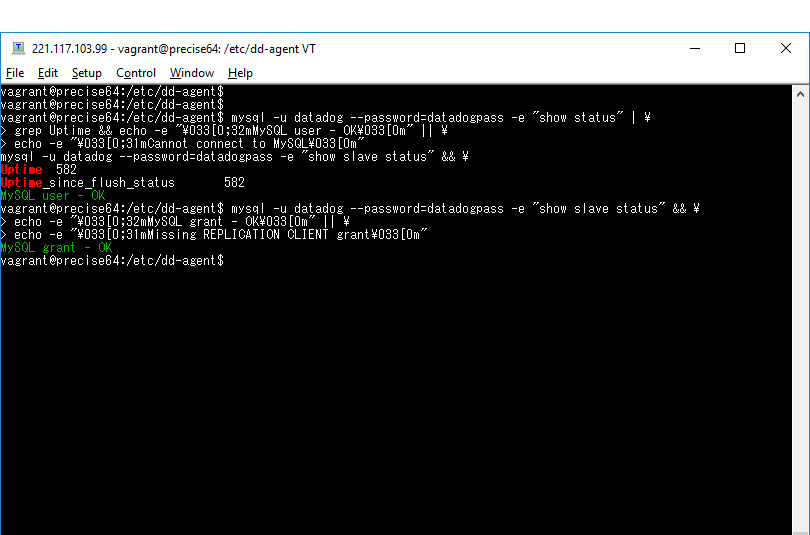 221.117.103.99 - vagrant@precise64: /etc/dd-agent VT
File Edit Setup Control Window Help
vagrant@precise64:/etc/dd-agent$
vagrant@precise64:/etc/dd-agent$
vagrant@precise64:/etc/dd-agent$ mysql -u datadog --password=datadogpass -e "show status" | ¥
> grep Uptime && echo -e "¥033[0;32mMySQL user - OK¥033[0m" || ¥
> echo -e "¥033[0;31mCannot connect to MySQL¥033[0m"
mysql -u datadog --password=datadogpass -e "show slave status" && ¥
Uptime 582
Uptime_since_flush_status 582
MySQL user - OK
vagrant@precise64:/etc/dd-agent$ mysql -u datadog --password=datadogpass -e "show slave status" && ¥
> echo -e "¥033[0;32mMySQL grant - OK¥033[0m" || ¥
> echo -e "¥033[0;31mMissing REPLICATION CLIENT grant¥033[0m"
MySQL grant - OK
vagrant@precise64:/etc/dd-agent$